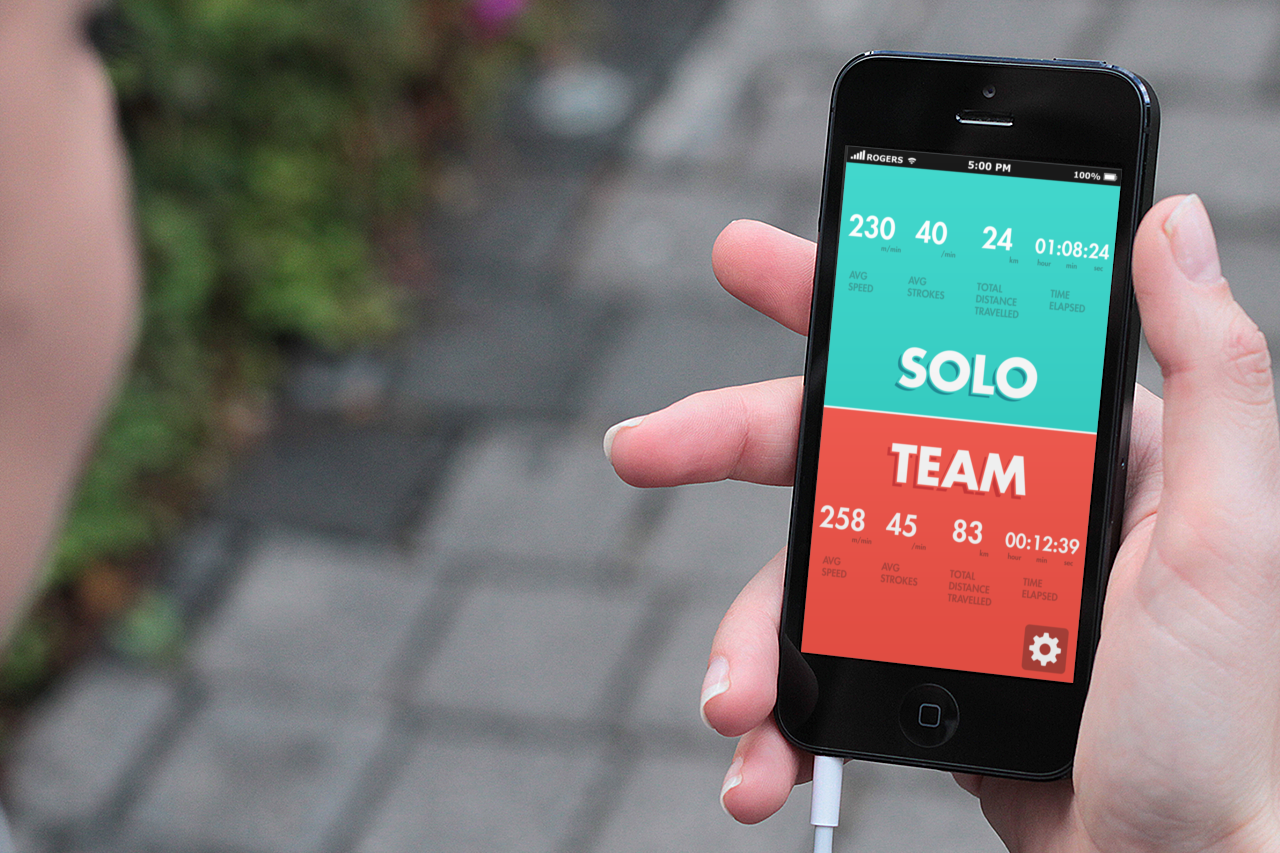 ROGERS 5:00 PM 100%
230 40 24 01:08:24
m/min /min km hour min sec
AVG SPEED AVG STROKES TOTAL DISTANCE TRAVELLED TIME ELAPSED
SOLO
TEAM
258 45 83 00:12:39
m/min /min km hour min sec
AVG SPEED AVG STROKES TOTAL DISTANCE TRAVELLED TIME ELAPSED